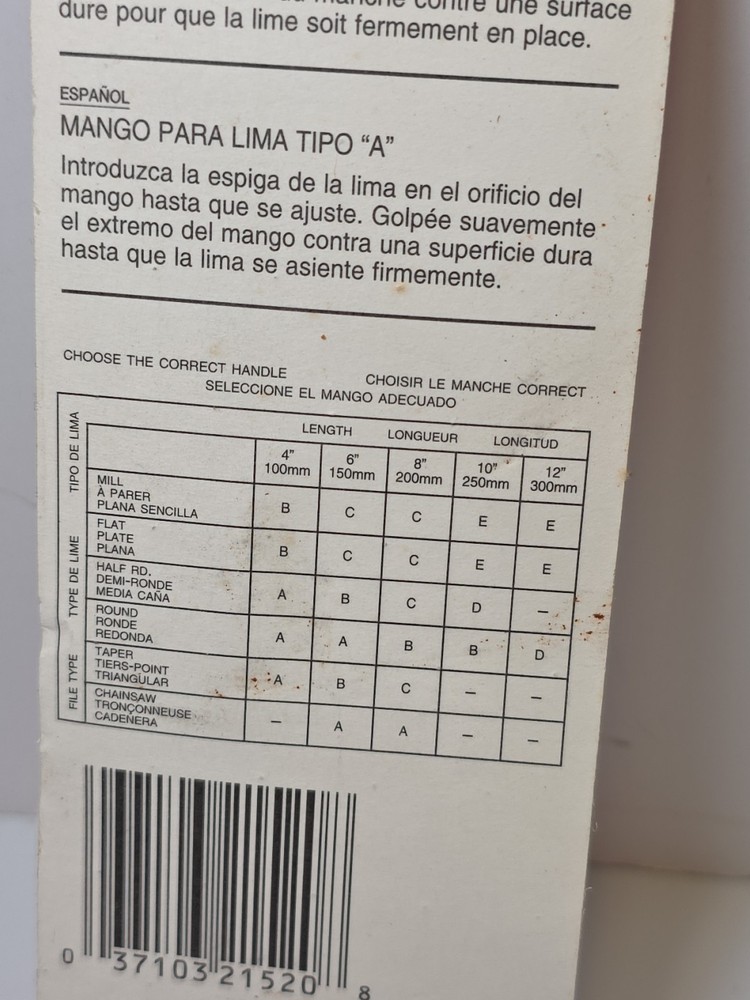 manche contre une surface
dure pour que la lime soit fermement en place.
ESPAÑOL
MANGO PARA LIMA TIPO “A”
Introduzca la espiga de la lima en el orificio del
mango hasta que se ajuste. Golpée suavemente
el extremo del mango contra una superficie dura
hasta que la lima se asiente firmemente.
CHOOSE THE CORRECT HANDLE CHOISIR LE MANCHE CORRECT
SELECCIONE EL MANGO ADECUADO
FILE TYPE TYPE DE LIME TIPO DE LIMA
LENGTH LONGUEUR LONGITUD
4” 6” 8” 10” 12”
100mm 150mm 200mm 250mm 300mm
MILL
À PARER
PLANA SENCILLA
B C C E E
FLAT
PLATE
PLANA
B C C E E
HALF RD.
DEMI-RONDE
MEDIA CAÑA
A B C D –
ROUND
RONDE
REDONDA
A A B B D
TAPER
TIERS-POINT
TRIANGULAR
A B C – –
CHAINSAW
TRONÇONNEUSE
CADENERA
– A A – –
0 37103 21520 8